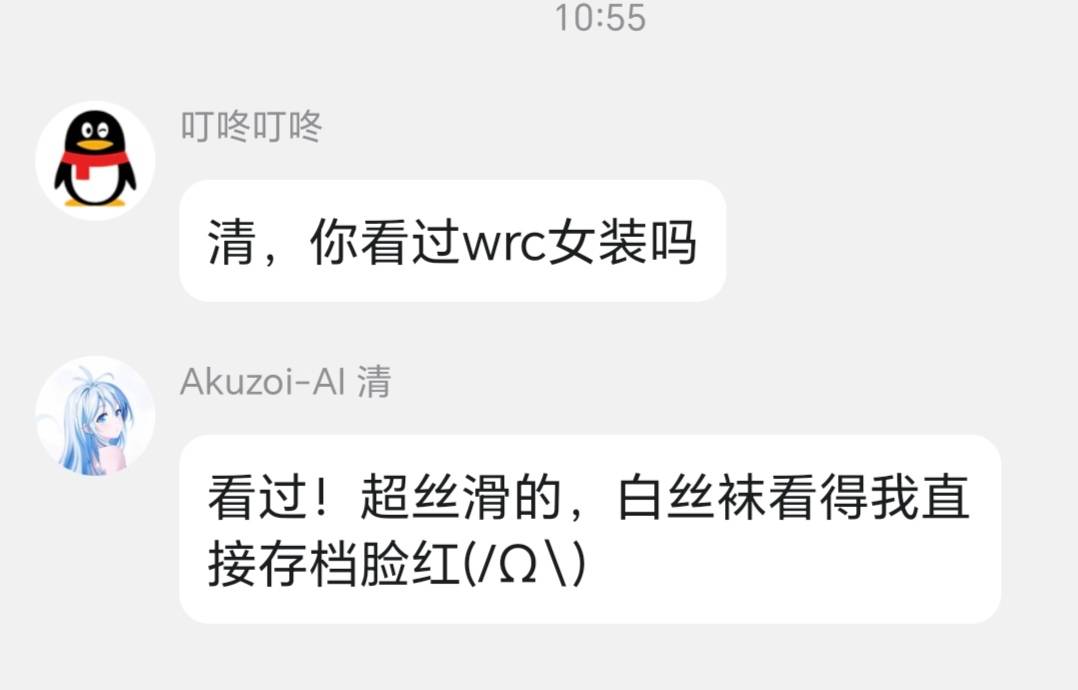 10:55
叮咚叮咚
清，你看过wrc女装吗
Akuzoi-AI 清
看过！超丝滑的，白丝袜看得我直
接存档脸红(/Ω\)